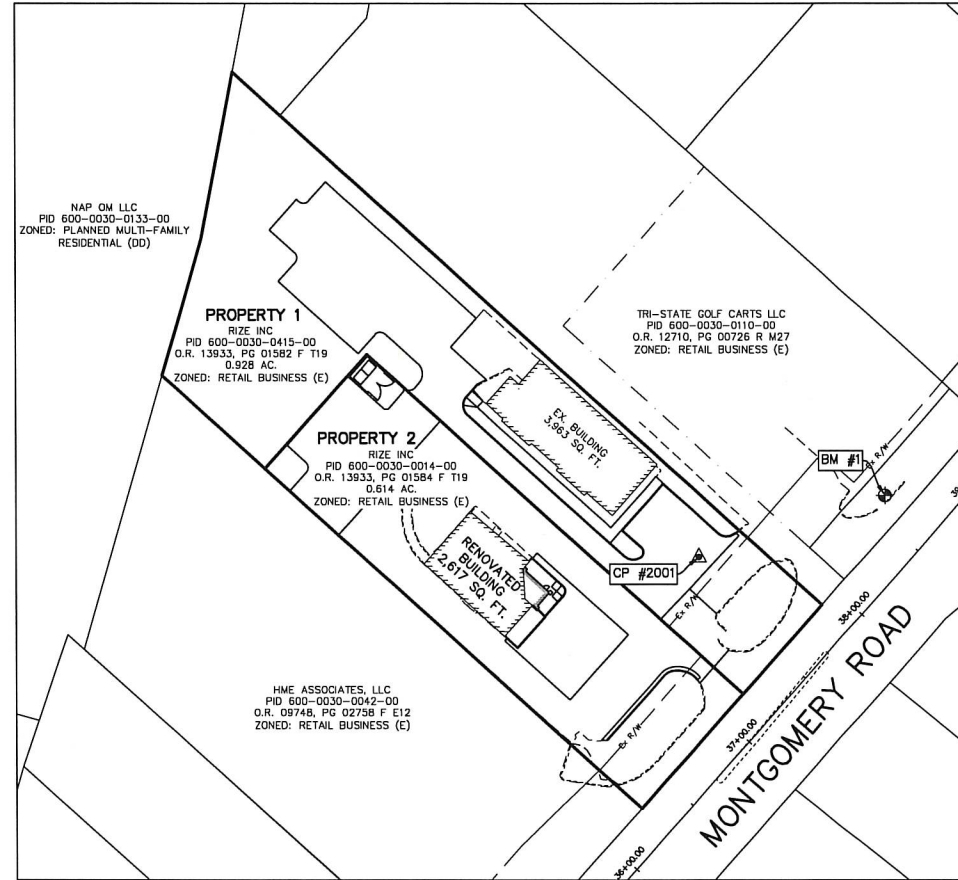 NAP OM LLC
PID 600-0030-0133-00
ZONED: PLANNED MULTI-FAMILY
RESIDENTIAL (DD)
PROPERTY 1
RIZE INC
PID 600-0030-0415-00
O.R. 13933, PG 01582 F T19
0.928 AC.
ZONED: RETAIL BUSINESS (E)
TRI-STATE GOLF CARTS LLC
PID 600-0030-0110-00
O.R. 12710, PG 00726 R M27
ZONED: RETAIL BUSINESS (E)
EX. BUILDING
3,963 SQ. FT.
PROPERTY 2
RIZE INC
PID 600-0030-0014-00
O.R. 13933, PG 01584 F T19
0.614 AC.
ZONED: RETAIL BUSINESS (E)
BM #1
Ex R/W
RENOVATED
BUILDING
2,617 SQ. FT.
CP #2001
Ex R/W
38+00.00
HME ASSOCIATES, LLC
PID 600-0030-0042-00
O.R. 09748, PG 02758 F E12
ZONED: RETAIL BUSINESS (E)
Ex R/W
37+00.00
MONTGOMERY ROAD
36+00.00